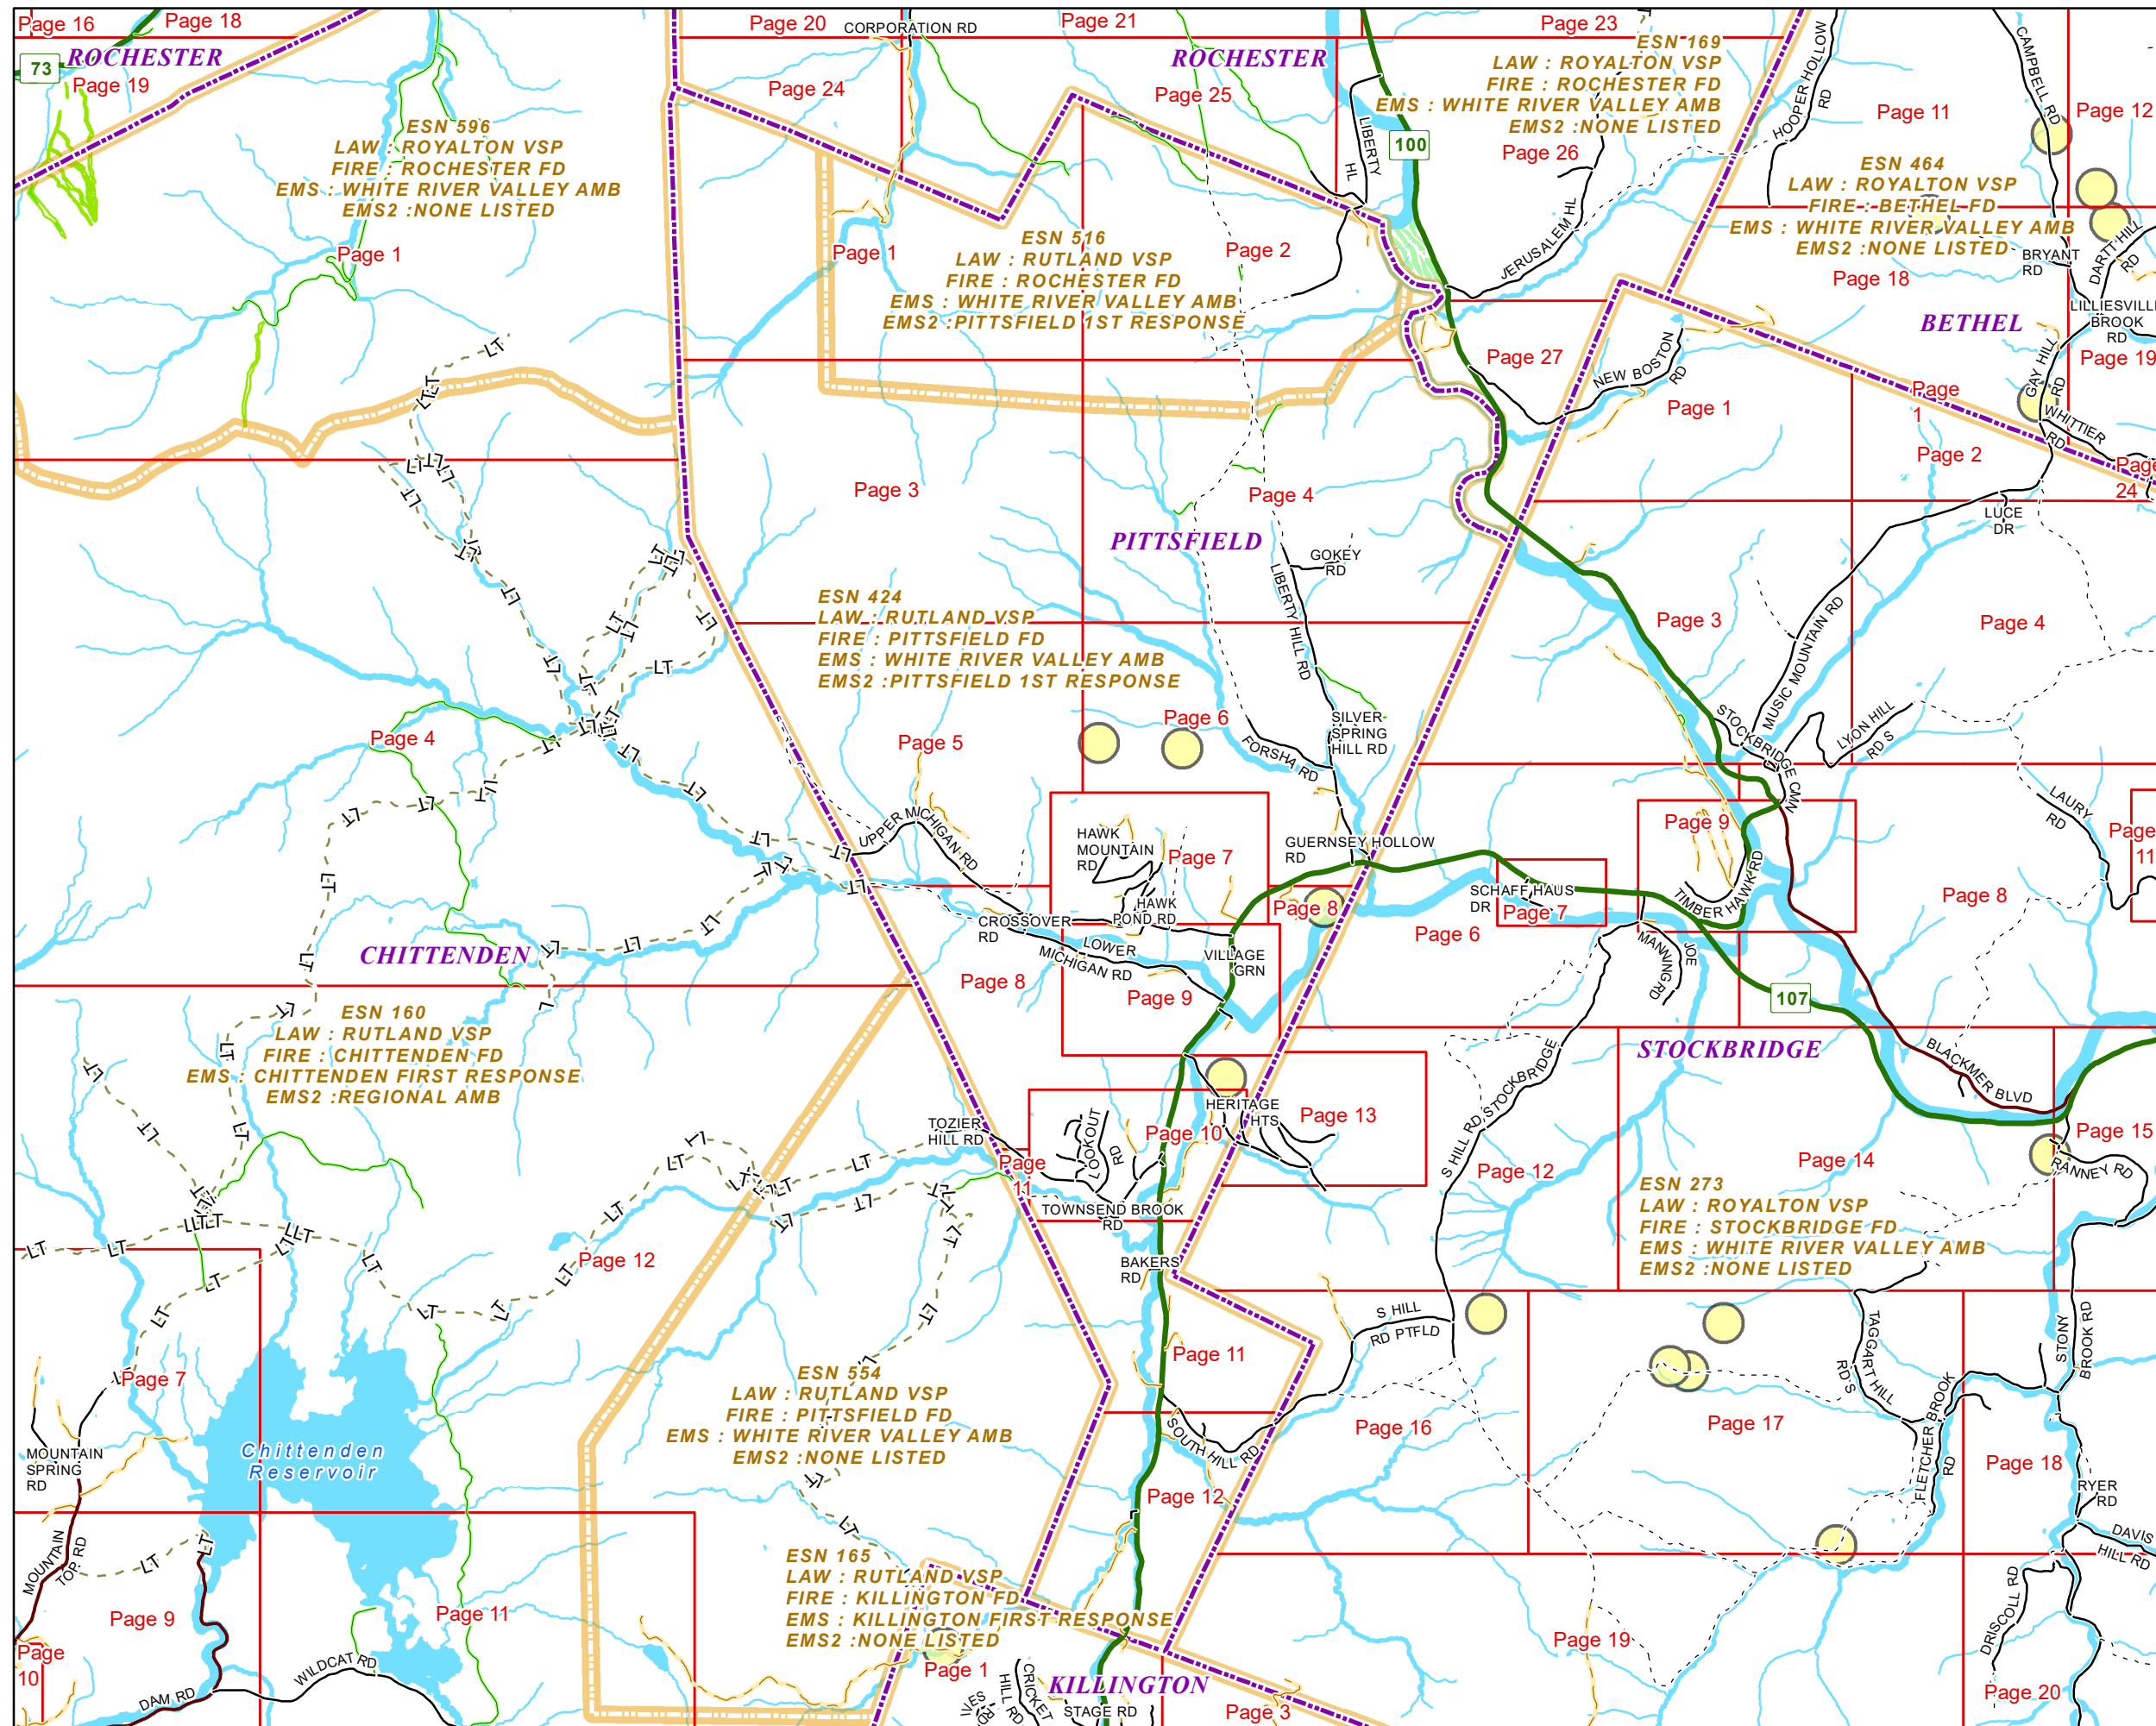 Page 16
Page 18
Page 20
CORPORATION RD
Page 21
Page 23
ROCHESTER
73
Page 19
Page 24
ROCHESTER
Page 25
LIBERTY
HL
100
ESN 169
LAW : ROYALTON VSP
FIRE : ROCHESTER FD
EMS : WHITE RIVER VALLEY AMB
EMS2 :NONE LISTED
Page 26
HOOPER HOLLOW
RD
Page 11
CAMPBELL RD
Page 12
ESN 596
LAW : ROYALTON VSP
FIRE : ROCHESTER FD
EMS : WHITE RIVER VALLEY AMB
EMS2 :NONE LISTED
Page 1
Page 1
ESN 516
LAW : RUTLAND VSP
FIRE : ROCHESTER FD
EMS : WHITE RIVER VALLEY AMB
EMS2 :PITTSFIELD 1ST RESPONSE
Page 2
JERUSALEM HL
ESN 464
LAW : ROYALTON VSP
FIRE : BETHEL FD
EMS : WHITE RIVER VALLEY AMB
EMS2 :NONE LISTED
Page 18
BRYANT
RD
DARTT HILL
RD
LILLIESVILLE
BROOK
RD
BETHEL
Page 19
Page 27
NEW BOSTON
RD
Page 1
Page
1
GAY HILL
RD
WHITTIER
RD
Page 2
Page
24
LUCE
DR
LT
Page 3
Page 4
PITTSFIELD
GOKEY
RD
LIBERTY HILL RD
ESN 424
LAW : RUTLAND VSP
FIRE : PITTSFIELD FD
EMS : WHITE RIVER VALLEY AMB
EMS2 :PITTSFIELD 1ST RESPONSE
Page 3
MUSIC MOUNTAIN RD
Page 4
Page 4
Page 5
Page 6
FORSHA RD
SILVER
SPRING
HILL RD
STOCKBRIDGE CMN
LYON HILL
RD S
UPPER MICHIGAN RD
HAWK
MOUNTAIN
RD
Page 7
GUERNSEY HOLLOW
RD
Page 9
LAURY
RD
Page
11
HAWK
POND RD
Page 8
SCHAFF HAUS
DR
Page 7
TIMBER HAWK RD
Page 8
CROSSOVER
RD
LOWER
MICHIGAN RD
VILLAGE
GRN
Page 6
MANNING RD
JOE
CHITTENDEN
Page 8
Page 9
107
ESN 160
LAW : RUTLAND VSP
FIRE : CHITTENDEN FD
EMS : CHITTENDEN FIRST RESPONSE
EMS2 :REGIONAL AMB
STOCKBRIDGE
BLACKMER BLVD
S HILL RD STOCKBRIDGE
TOZIER
HILL RD
LOOKOUT
RD
Page 10
HERITAGE
HTS
Page 13
Page
11
Page 12
Page 14
Page 15
RANNEY RD
ESN 273
LAW : ROYALTON VSP
FIRE : STOCKBRIDGE FD
EMS : WHITE RIVER VALLEY AMB
EMS2 :NONE LISTED
TOWNSEND BROOK
RD
BAKERS
RD
Page 12
S HILL
RD PTFLD
Page 11
TAGGART HILL
RD S
STONY
BROOK RD
Page 7
ESN 554
LAW : RUTLAND VSP
FIRE : PITTSFIELD FD
EMS : WHITE RIVER VALLEY AMB
EMS2 :NONE LISTED
SOUTH HILL RD
Page 16
Page 17
FLETCHER BROOK
RD
Page 18
MOUNTAIN
SPRING
RD
Chittenden
Reservoir
Page 12
RYER
RD
DAVIS
HILL RD
MOUNTAIN
TOP RD
ESN 165
LAW : RUTLAND VSP
FIRE : KILLINGTON FD
EMS : KILLINGTON FIRST RESPONSE
EMS2 :NONE LISTED
Page 9
Page 11
Page
10
WILDCAT RD
DAM RD
Page 1
CRICKET
HILL RD
KILLINGTON
STAGE RD
Page 3
Page 19
DRISCOLL RD
Page 20